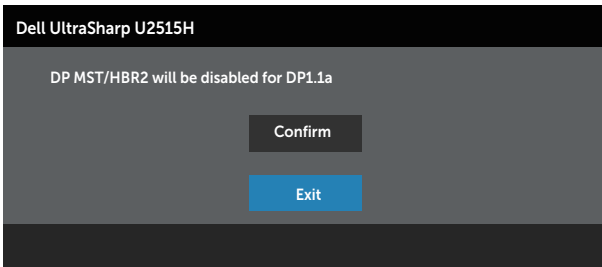 Dell UltraSharp U2515H
DP MST/HBR2 will be disabled for DP1.1a
Confirm
Exit